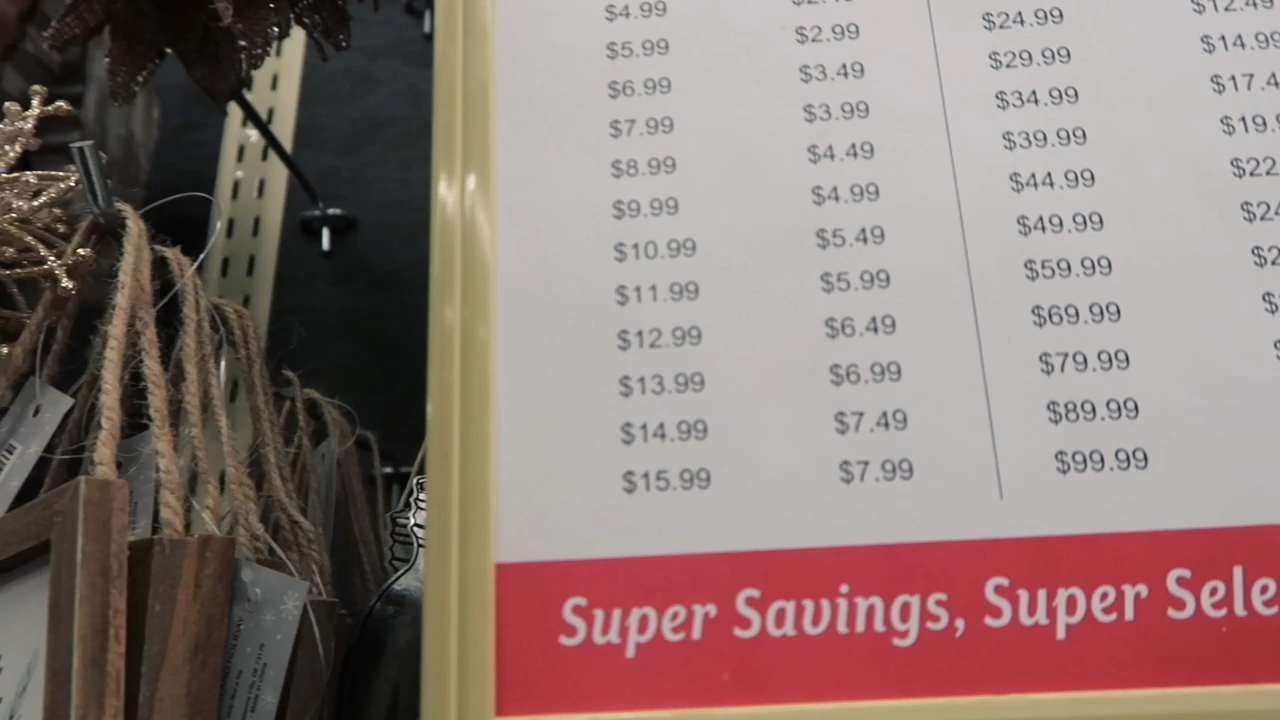 $4.99 $24.99 $12.49
$5.99 $2.99 $29.99
$6.99 $3.49 $34.99
$7.99 $3.99 $39.99
$8.99 $4.49 $44.99
$9.99 $4.99 $49.99
$10.99 $5.49 $59.99
$11.99 $5.99 $69.99
$12.99 $6.49 $79.99
$13.99 $6.99 $89.99
$14.99 $7.49 $99.99
$15.99 $7.99
Super Savings, Super